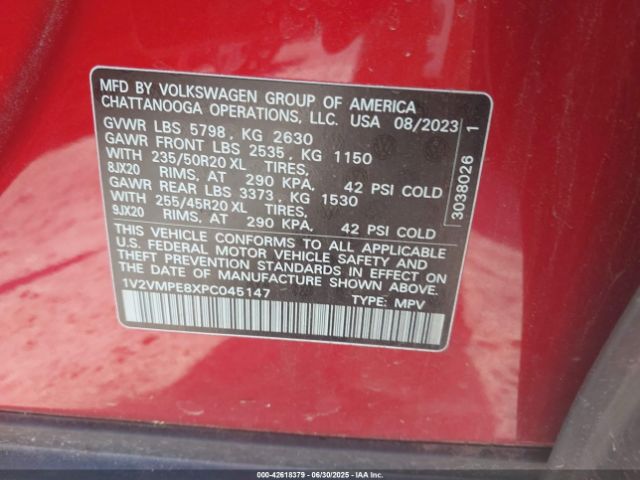 MFD BY VOLKSWAGEN GROUP OF AMERICA
CHATTANOOGA OPERATIONS, LLC. USA 08/2023
GVWR LBS 5798, KG 2630
GAWR FRONT LBS 2535, KG 1150
WITH 235/50R20 XL TIRES,
8JX20 RIMS, AT 290 KPA, 42 PSI COLD
GAWR REAR LBS 3373, KG 1530
WITH 255/45R20 XL TIRES,
9JX20 RIMS, AT 290 KPA, 42 PSI COLD
THIS VEHICLE CONFORMS TO ALL APPLICABLE
U.S. FEDERAL MOTOR VEHICLE SAFETY AND
THEFT PREVENTION STANDARDS IN EFFECT ON
THE DATE OF MANUFACTURE SHOWN ABOVE.
1V2VMPE8XPC045147 TYPE: MPV
3038026 1
000-42618379 - 06/30/2025 - IAA Inc.